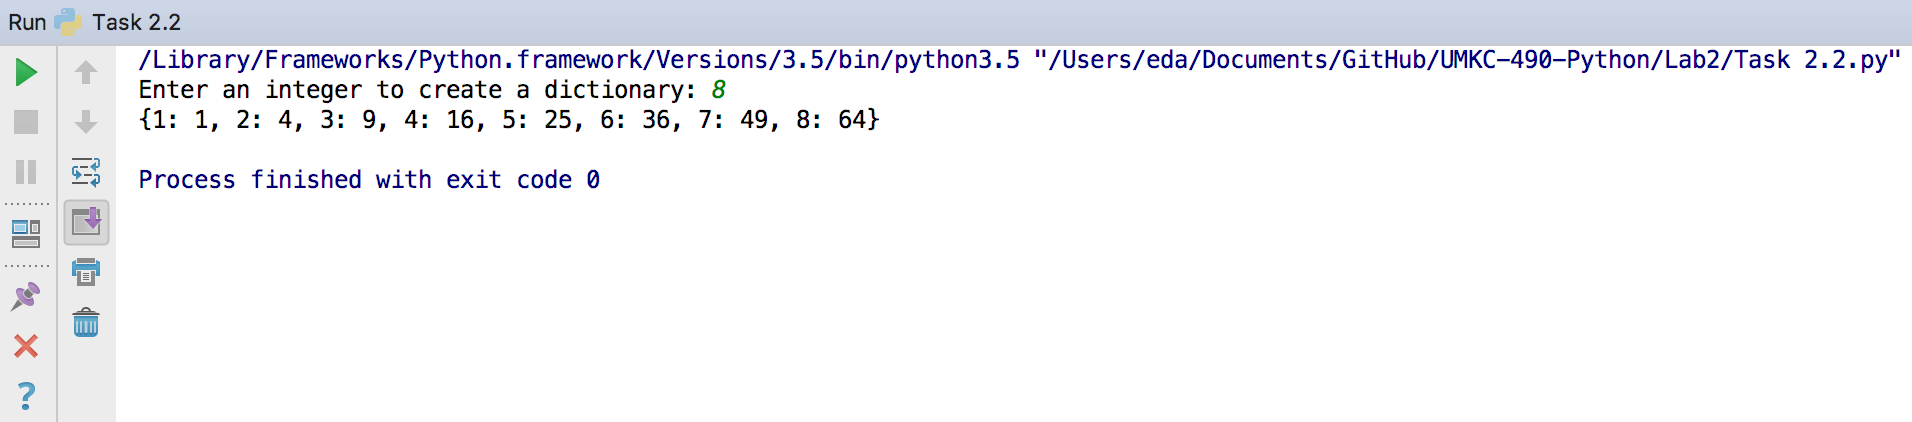 Run Task 2.2
/Library/Frameworks/Python.framework/Versions/3.5/bin/python3.5 "/Users/eda/Documents/GitHub/UMKC-490-Python/Lab2/Task 2.2.py"
Enter an integer to create a dictionary: 8
{1: 1, 2: 4, 3: 9, 4: 16, 5: 25, 6: 36, 7: 49, 8: 64}
Process finished with exit code 0